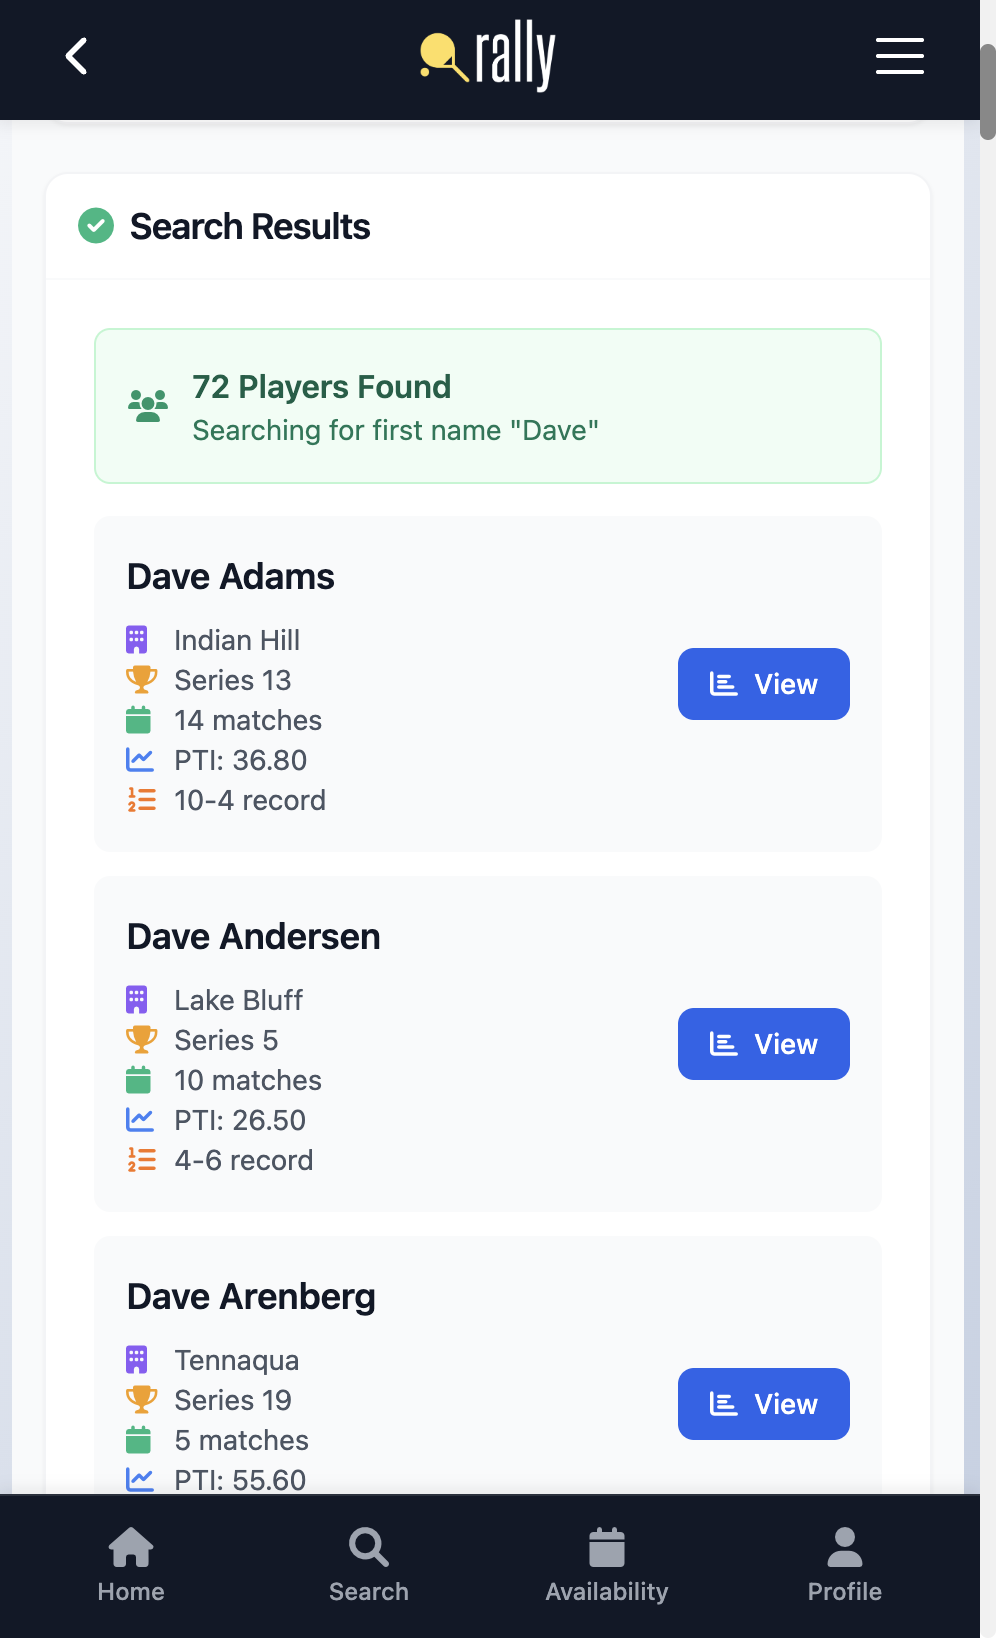 rally
Search Results
72 Players Found
Searching for first name "Dave"
Dave Adams
Indian Hill
Series 13
14 matches
PTI: 36.80
10-4 record
View
Dave Andersen
Lake Bluff
Series 5
10 matches
PTI: 26.50
4-6 record
View
Dave Arenberg
Tennaqua
Series 19
5 matches
PTI: 55.60
View
Home
Search
Availability
Profile